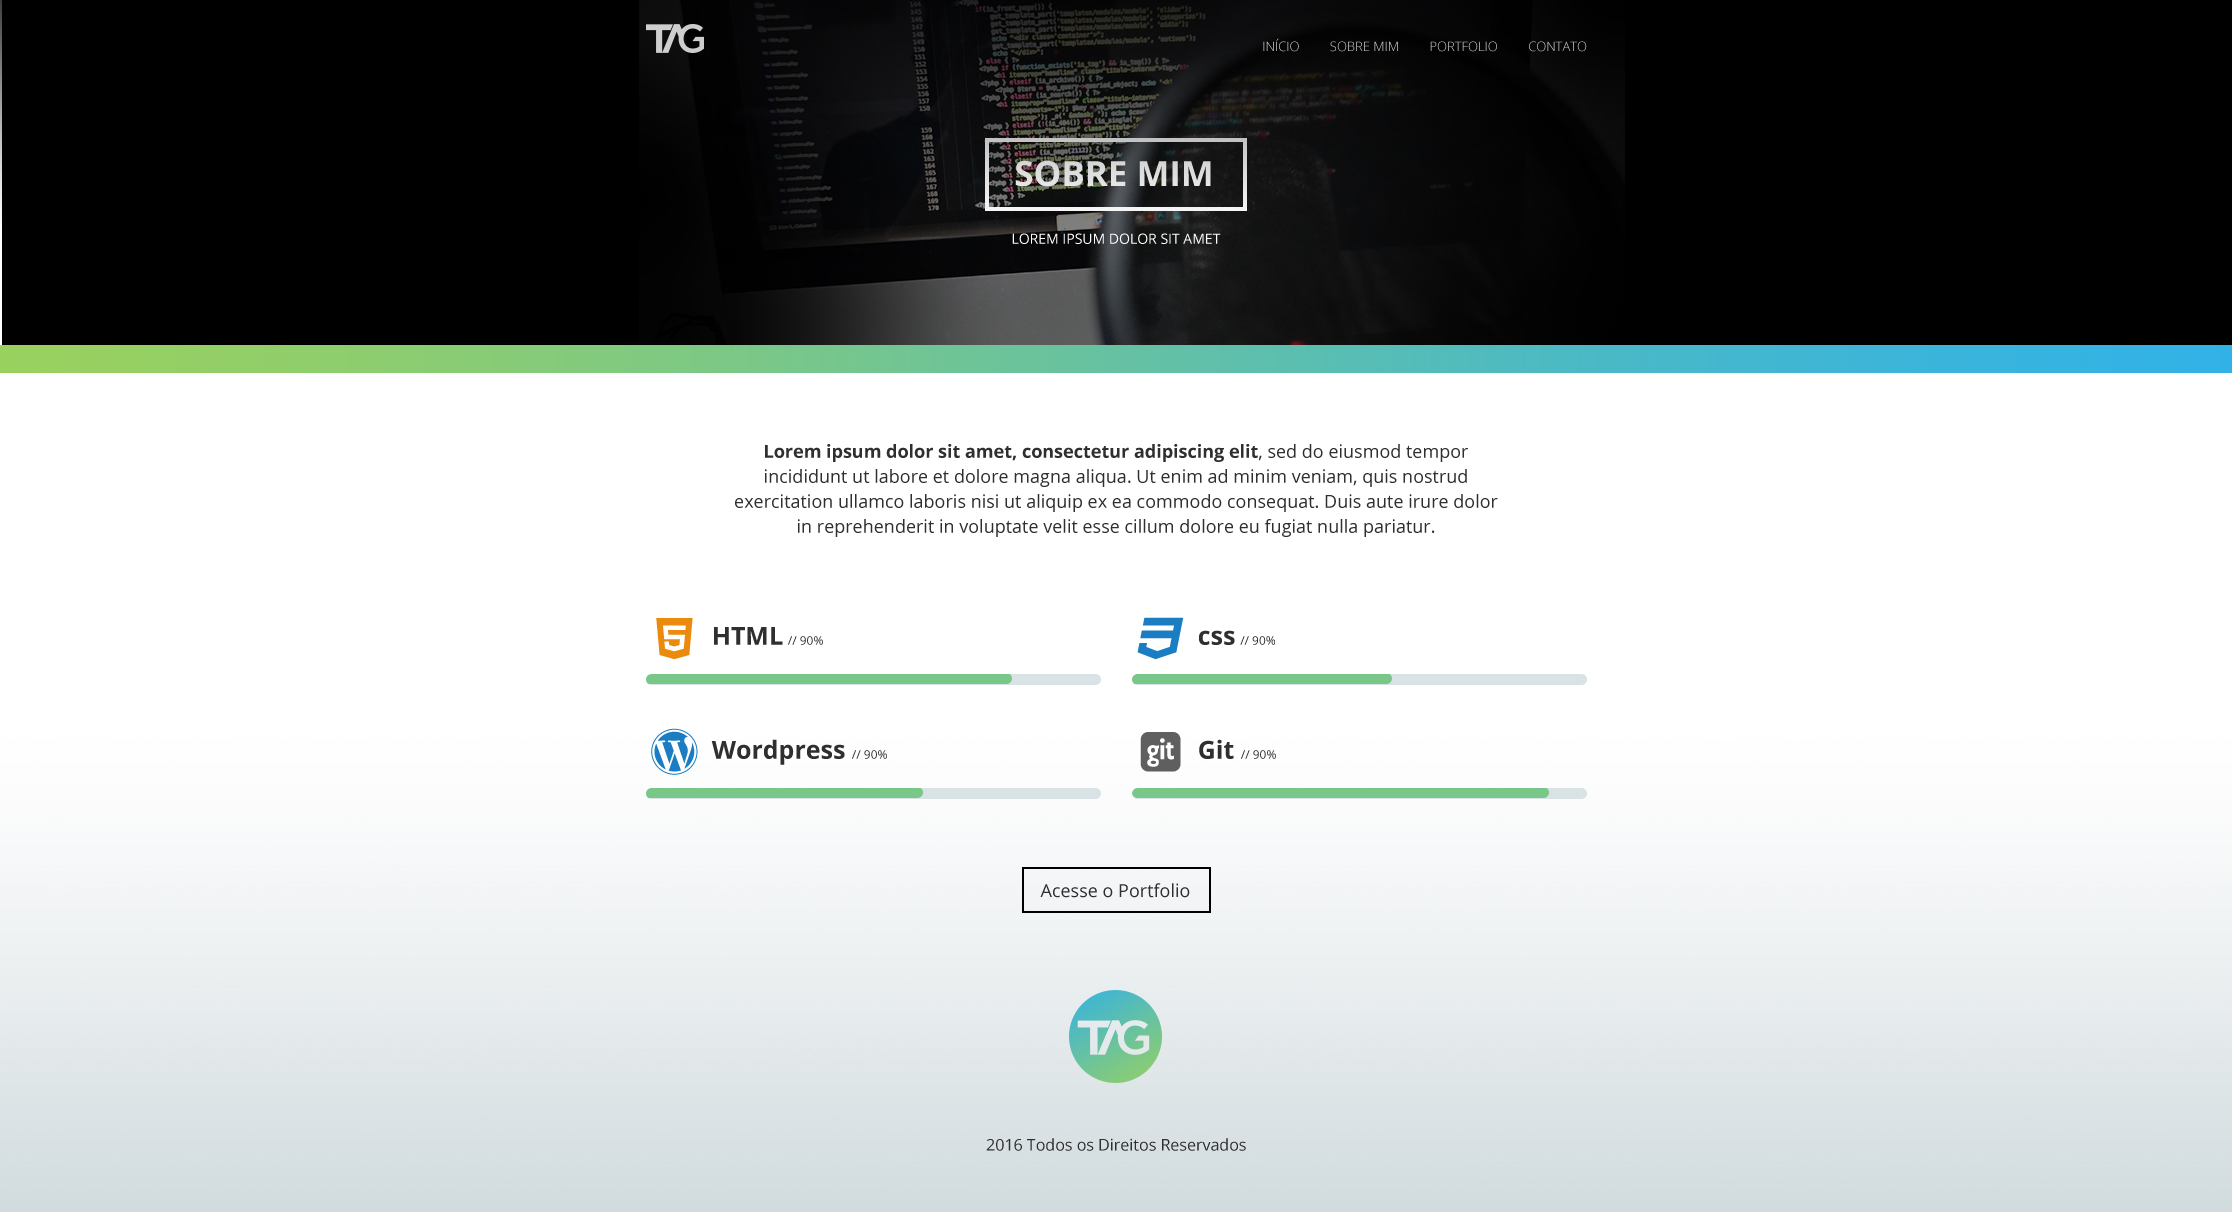 TAG
INÍCIO SOBRE MIM PORTFOLIO CONTATO
SOBRE MIM
LOREM IPSUM DOLOR SIT AMET
Lorem ipsum dolor sit amet, consectetur adipiscing elit, sed do eiusmod tempor
incididunt ut labore et dolore magna aliqua. Ut enim ad minim veniam, quis nostrud
exercitation ullamco laboris nisi ut aliquip ex ea commodo consequat. Duis aute irure dolor
in reprehenderit in voluptate velit esse cillum dolore eu fugiat nulla pariatur.
HTML // 90%
css // 90%
Wordpress // 90%
git Git // 90%
Acesse o Portfolio
TAG
2016 Todos os Direitos Reservados